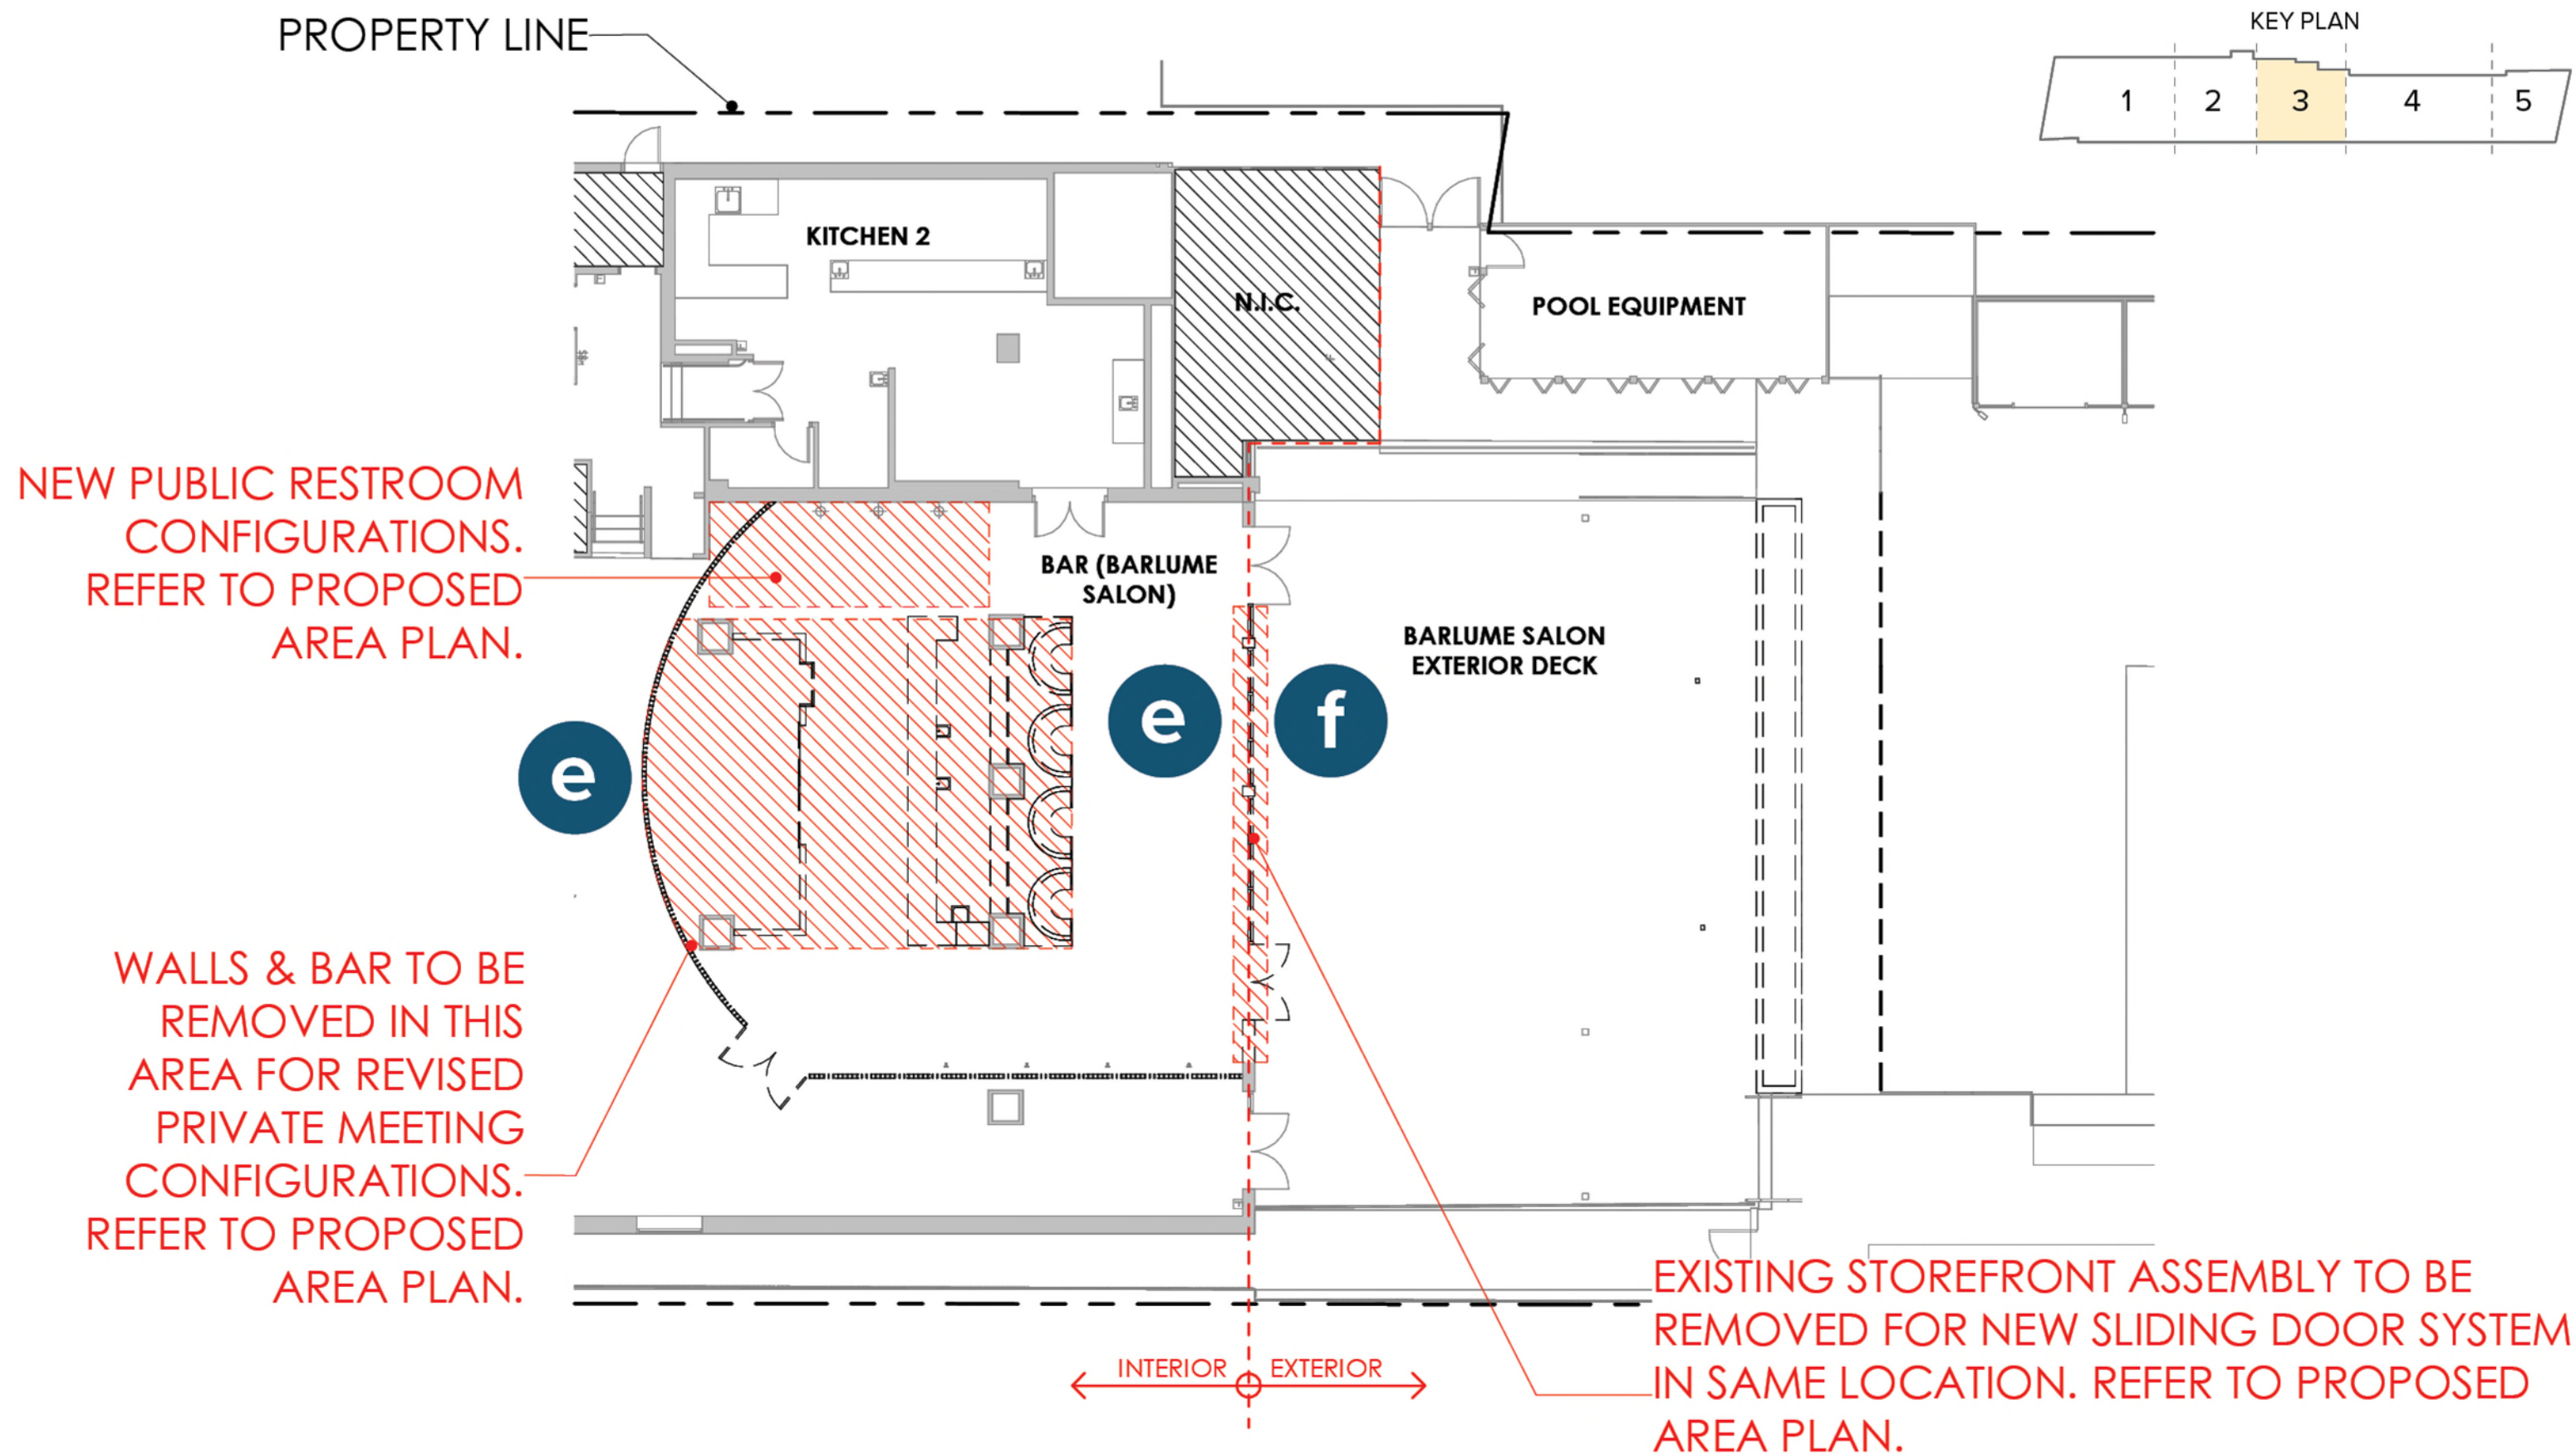 PROPERTY LINE
KEY PLAN
1
2
3
4
5
KITCHEN 2
N.I.C.
POOL EQUIPMENT
NEW PUBLIC RESTROOM
CONFIGURATIONS.
REFER TO PROPOSED
AREA PLAN.
BAR (BARLUME
SALON)
BARLUME SALON
EXTERIOR DECK
e
e
f
WALLS & BAR TO BE
REMOVED IN THIS
AREA FOR REVISED
PRIVATE MEETING
CONFIGURATIONS.
REFER TO PROPOSED
AREA PLAN.
INTERIOR
EXTERIOR
EXISTING STOREFRONT ASSEMBLY TO BE
REMOVED FOR NEW SLIDING DOOR SYSTEM
IN SAME LOCATION. REFER TO PROPOSED
AREA PLAN.